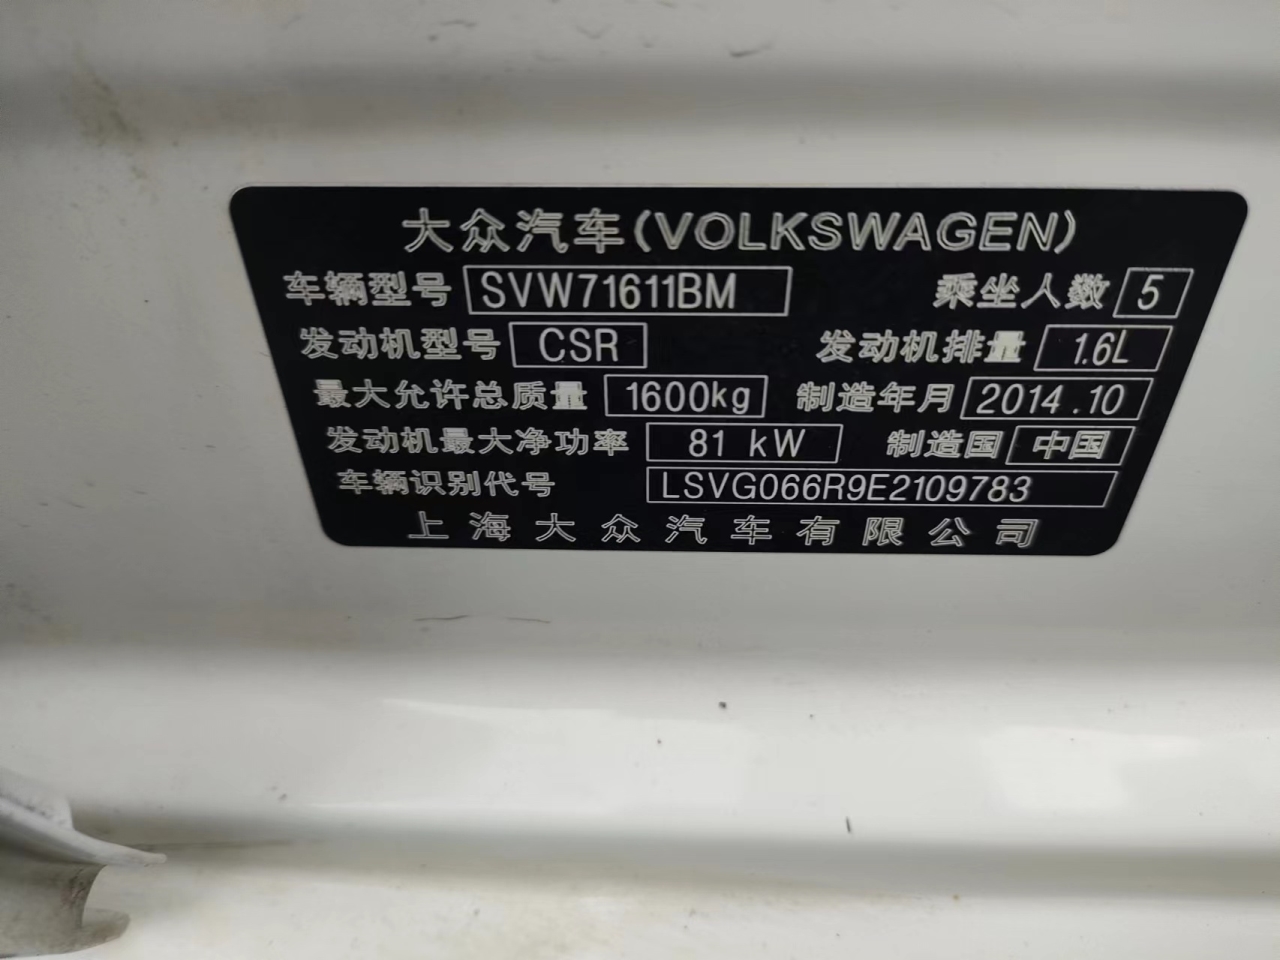 大众汽车(VOLKSWAGEN)
车辆型号 SVW71611BM 乘坐人数 5
发动机型号 CSR 发动机排量 1.6L
最大允许总质量 1600kg 制造年月 2014.10
发动机最大净功率 81 kW 制造国 中国
车辆识别代号 LSVG066R9E2109783
上海大众汽车有限公司